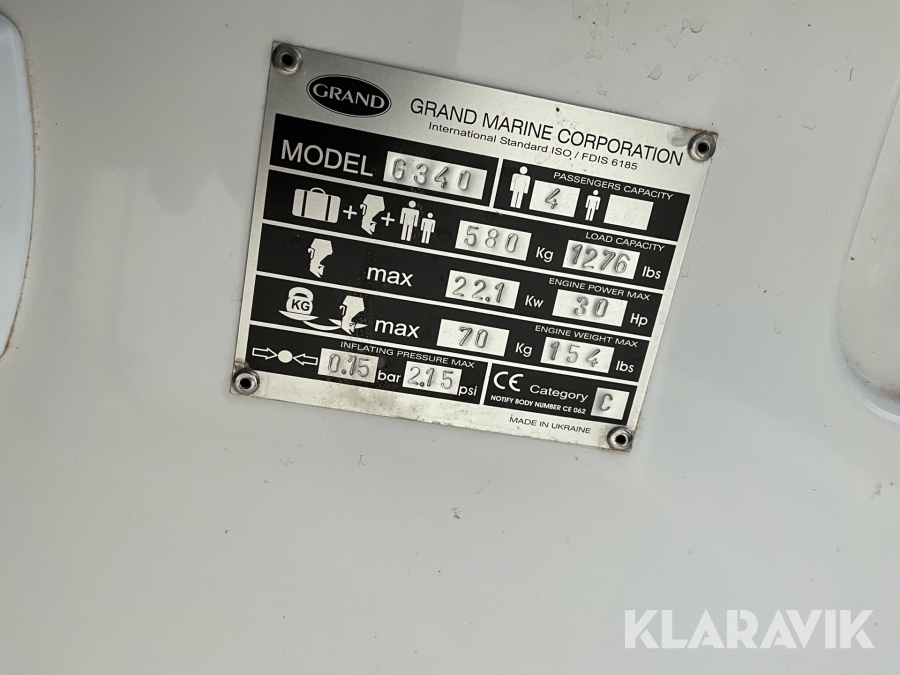 GRAND
GRAND MARINE CORPORATION
International Standard ISO / FDIS 6185
MODEL G340
PASSENGERS CAPACITY
4
LOAD CAPACITY
+ + 580 Kg 1276 lbs
ENGINE POWER MAX
max 22.1 Kw 30 Hp
ENGINE WEIGHT MAX
KG max 70 Kg 154 lbs
INFLATING PRESSURE MAX
0.15 bar 2.15 psi
CE Category C
NOTIFY BODY NUMBER CE 062
MADE IN UKRAINE
KLARAVIK